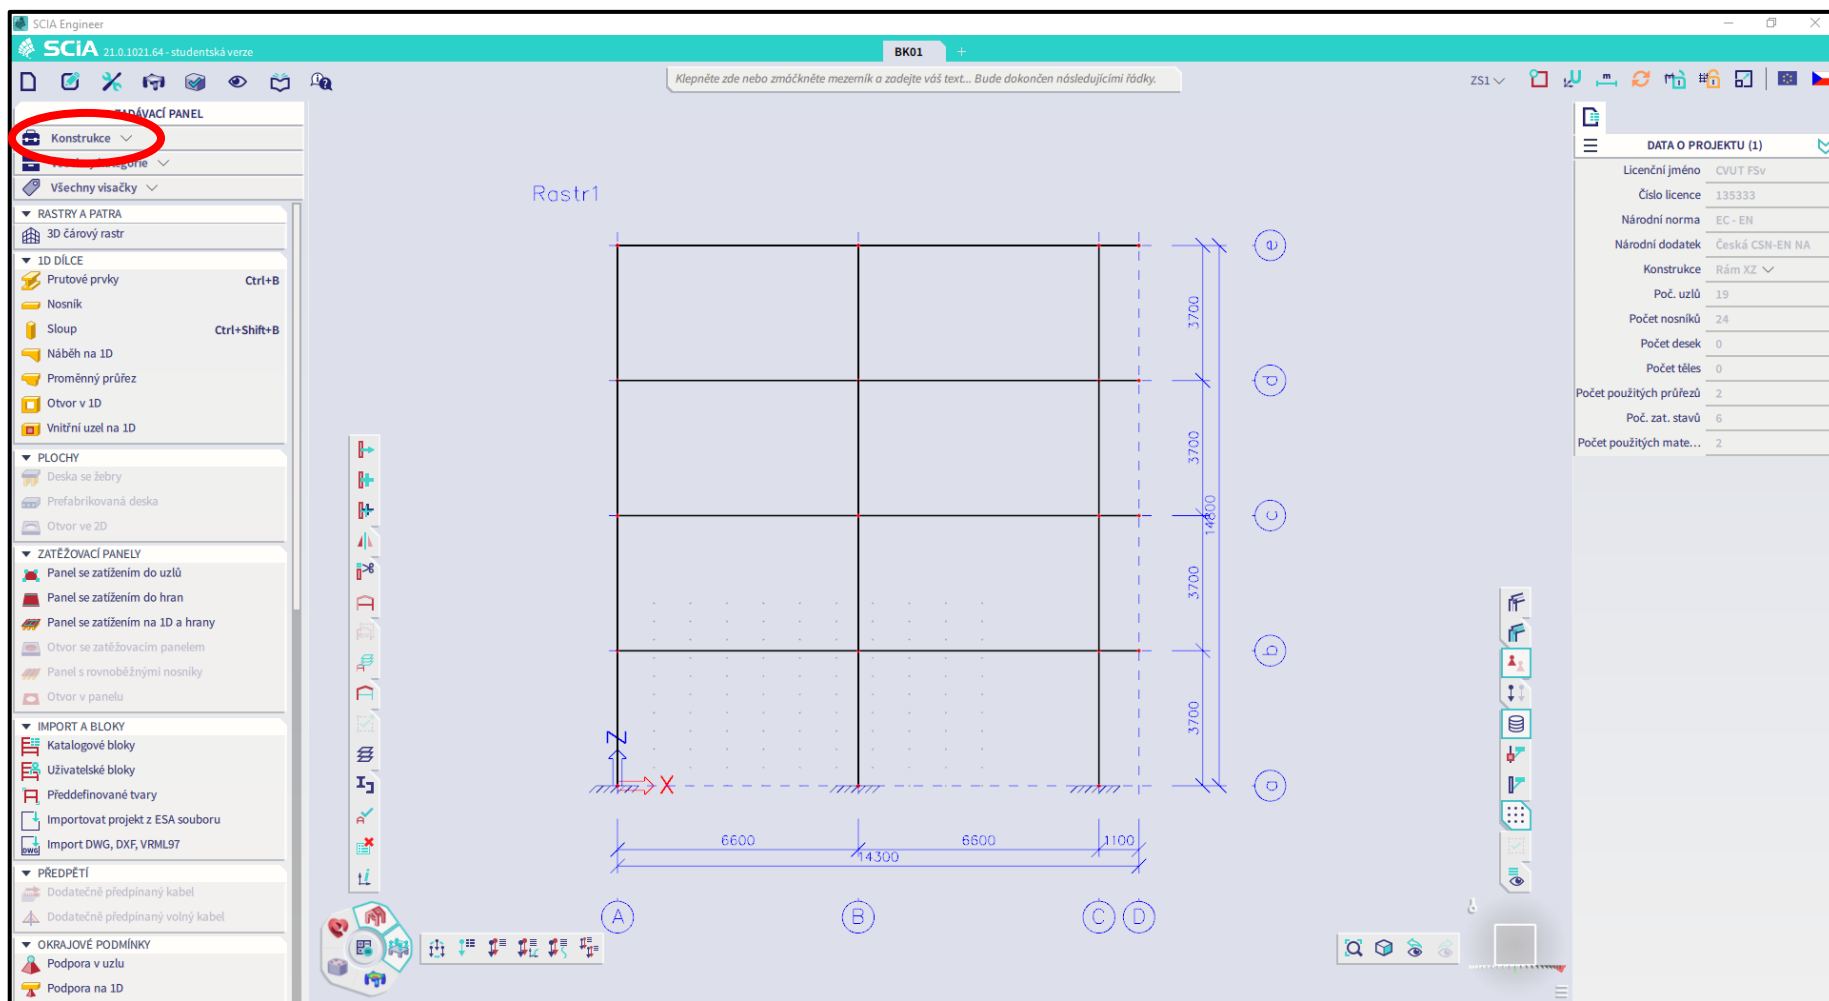 SCIA Engineer
SCIA 21.0.1021.64 - studentská verze
BK01
Klepněte zde nebo zmáčkněte mezerník a zadejte váš text... Bude dokončen následujícími řádky.
ZS1
ZADÁVACÍ PANEL
Konstrukce
Všechny visačky
RASTRY A PATRA
3D čárový rastr
1D DÍLCE
Prutové prvky Ctrl+B
Nosník
Sloup Ctrl+Shift+B
Náběh na 1D
Proměnný průřez
Otvor v 1D
Vnitřní uzel na 1D
PLOCHY
Deska se žebry
Prefabrikovaná deska
Otvor ve 2D
ZATĚŽOVACÍ PANELY
Panel se zatížením do uzlů
Panel se zatížením do hran
Panel se zatížením na 1D a hrany
Otvor se zatěžovacím panelem
Panel s rovnoběžnými nosníky
Otvor v panelu
IMPORT A BLOKY
Katalogové bloky
Uživatelské bloky
Předdefinované tvary
Importovat projekt z ESA souboru
Import DWG, DXF, VRML97
PŘEDPĚTÍ
Dodatečně předpínaný kabel
Dodatečně předpínaný volný kabel
OKRAJOVÉ PODMÍNKY
Podpora v uzlu
Podpora na 1D
Rastr1
e
3700
d
3700
14800
c
3700
b
3700
a
Z
X
6600 6600 1100
14300
A B C D
DATA O PROJEKTU (1)
Licenční jméno CVUT FSv
Číslo licence 135333
Národní norma EC - EN
Národní dodatek Česká CSN-EN NA
Konstrukce Rám XZ
Poč. uzlů 19
Počet nosníků 24
Počet desek 0
Počet těles 0
Počet použitých průřezů 2
Poč. zat. stavů 6
Počet použitých mate... 2